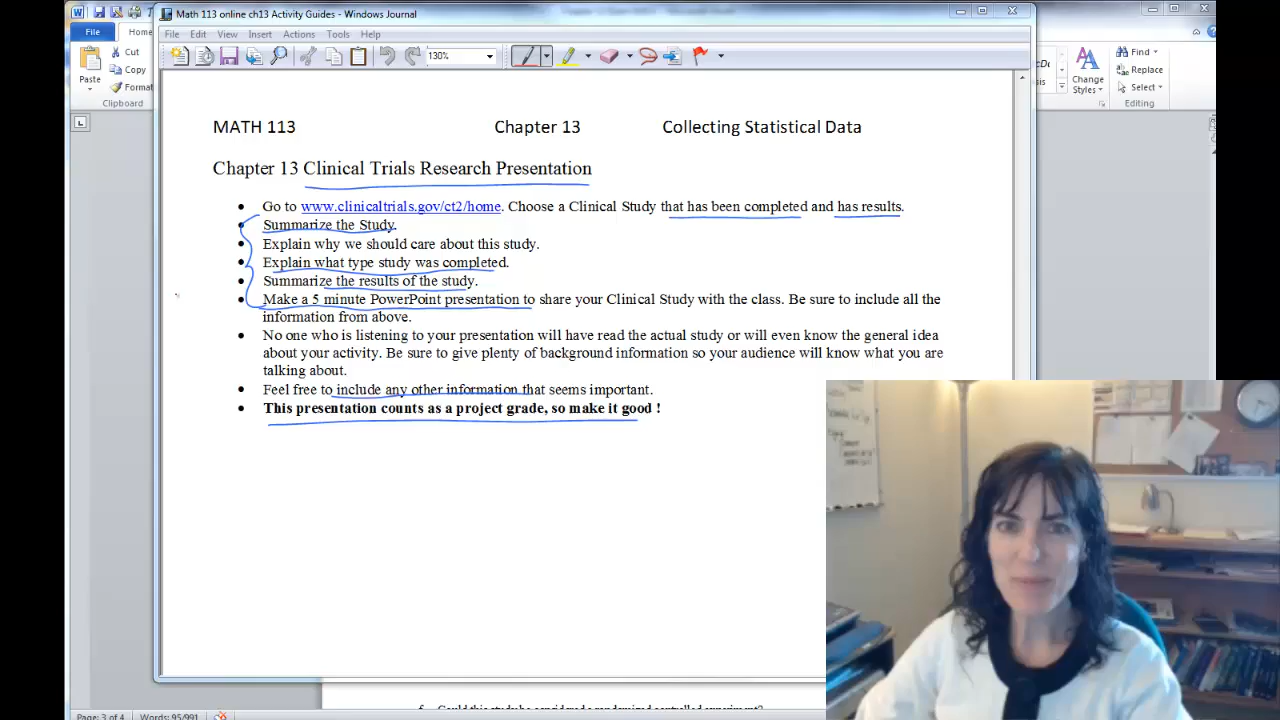 Math 113 online ch13 Activity Guides - Windows Journal
File
Home
File Edit View Insert Actions Tools Help
Cut
Copy
Format
Paste
Clipboard
130%
Change Styles
Find
Replace
Select
Editing
MATH 113 Chapter 13 Collecting Statistical Data
Chapter 13 Clinical Trials Research Presentation
• Go to www.clinicaltrials.gov/ct2/home. Choose a Clinical Study that has been completed and has results.
• Summarize the Study.
• Explain why we should care about this study.
• Explain what type study was completed.
• Summarize the results of the study.
• Make a 5 minute PowerPoint presentation to share your Clinical Study with the class. Be sure to include all the
information from above.
• No one who is listening to your presentation will have read the actual study or will even know the general idea
about your activity. Be sure to give plenty of background information so your audience will know what you are
talking about.
• Feel free to include any other information that seems important.
• This presentation counts as a project grade, so make it good !
Page: 3 of 4 Words: 95/991